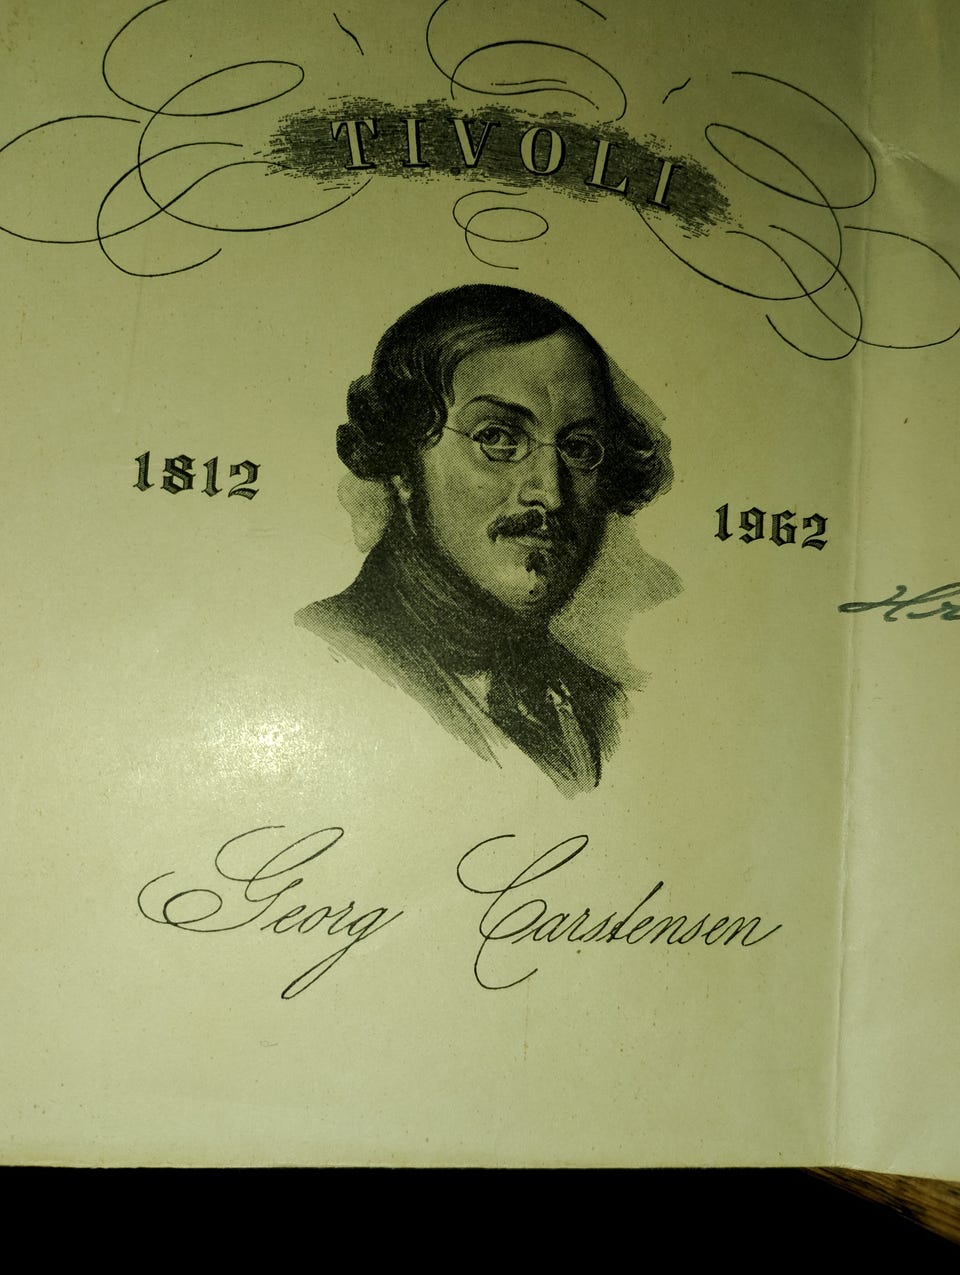 TIVOLI
1812
1962
Georg Carstensen